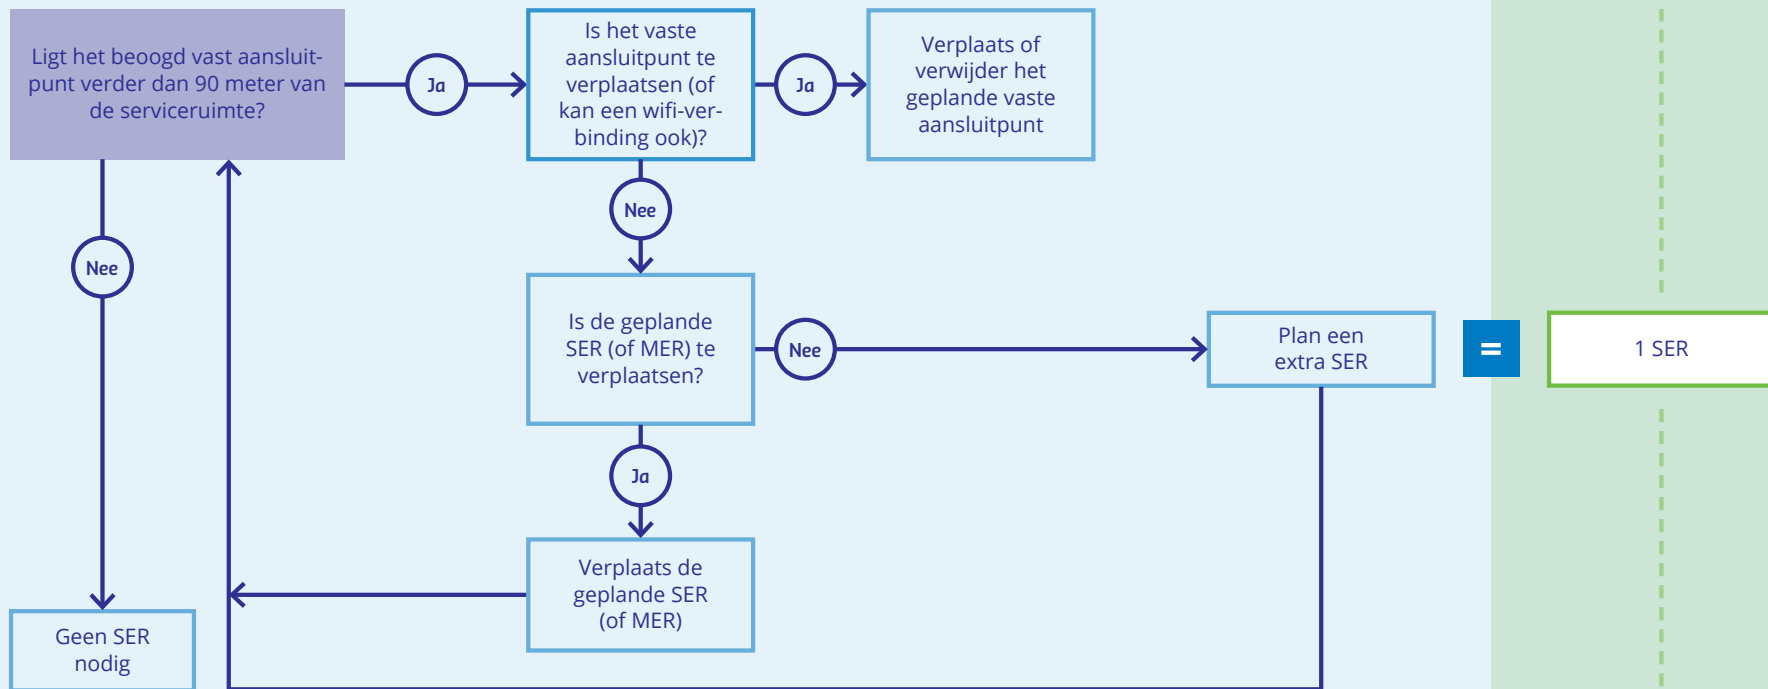 Ligt het beoogd vast aansluit-
punt verder dan 90 meter van
de serviceruimte?
Ja
Is het vaste
aansluitpunt te
verplaatsen (of
kan een wifi-ver-
binding ook)?
Ja
Verplaats of
verwijder het
geplande vaste
aansluitpunt
Nee
Nee
Is de geplande
SER (of MER) te
verplaatsen?
Nee
Plan een
extra SER
=
1 SER
Ja
Verplaats de
geplande SER
(of MER)
Geen SER
nodig